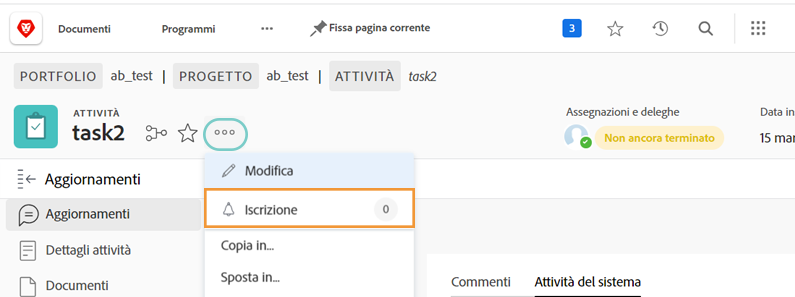 Documenti Programmi ... Fissa pagina corrente 3
PORTFOLIO ab_test | PROGETTO ab_test | ATTIVITÀ task2
ATTIVITÀ
task2
Assegnazioni e deleghe
Non ancora terminato
Data in
15 mar
Modifica
Iscrizione 0
Copia in...
Sposta in...
Aggiornamenti
Aggiornamenti
Dettagli attività
Documenti
Commenti Attività del sistema